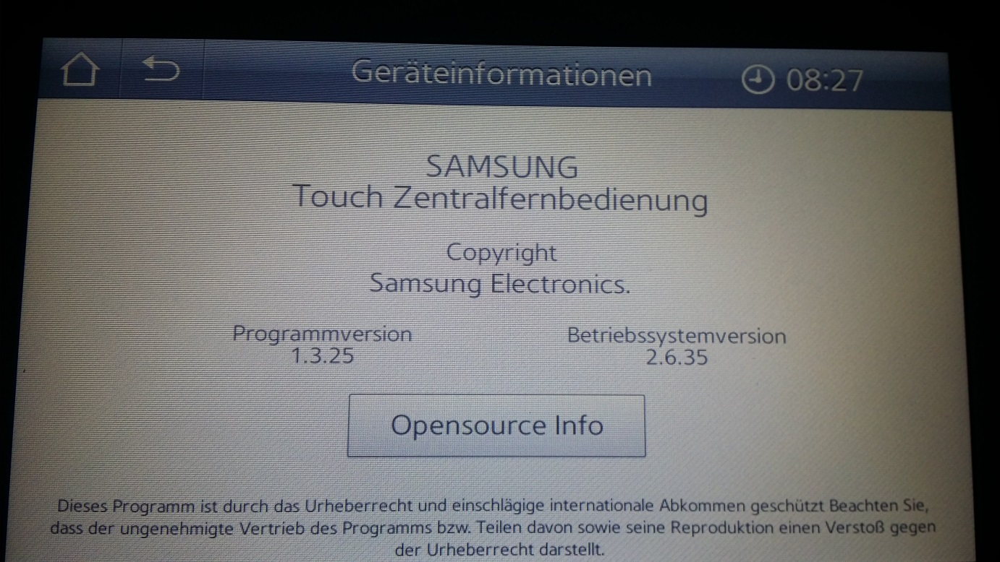 Geräteinformationen 08:27
SAMSUNG
Touch Zentralfernbedienung
Copyright
Samsung Electronics.
Programmversion Betriebssystemversion
1.3.25 2.6.35
Opensource Info
Dieses Programm ist durch das Urheberrecht und einschlägige internationale Abkommen geschützt Beachten Sie,
dass der ungenehmigte Vertrieb des Programms bzw. Teilen davon sowie seine Reproduktion einen Verstoß gegen
der Urheberrecht darstellt.